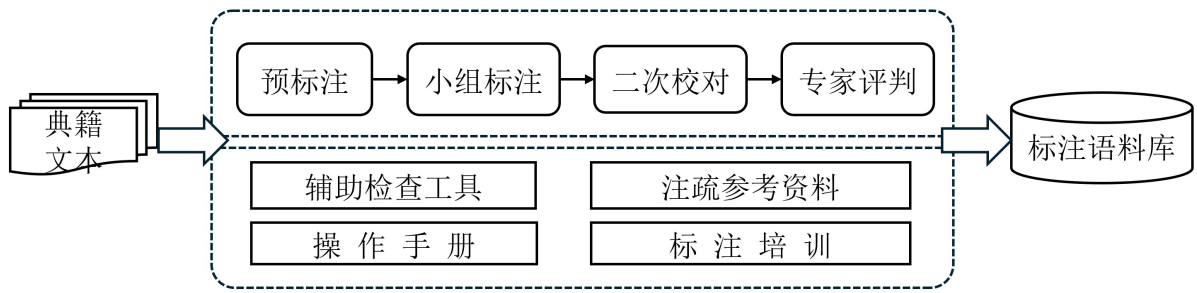 典籍
文本
预标注
小组标注
二次校对
专家评判
辅助检查工具
注疏参考资料
操 作 手 册
标 注 培 训
标注语料库